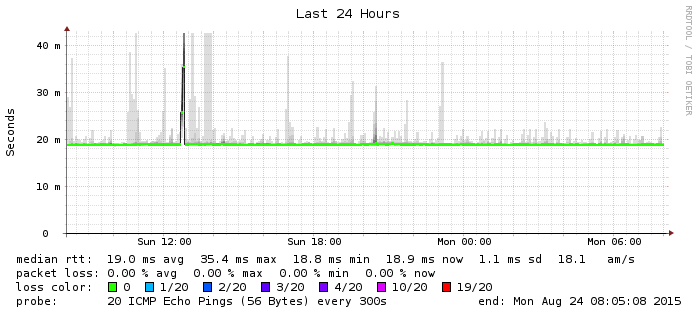 Last 24 Hours
RRDTOOL / TOBI OETIKER
Seconds
40 m
30 m
20 m
10 m
0
Sun 12:00 Sun 18:00 Mon 00:00 Mon 06:00
median rtt: 19.0 ms avg 35.4 ms max 18.8 ms min 18.9 ms now 1.1 ms sd 18.1 am/s
packet loss: 0.00 % avg 0.00 % max 0.00 % min 0.00 % now
loss color: 0 1/20 2/20 3/20 4/20 10/20 19/20
probe: 20 ICMP Echo Pings (56 Bytes) every 300s end: Mon Aug 24 08:05:08 2015